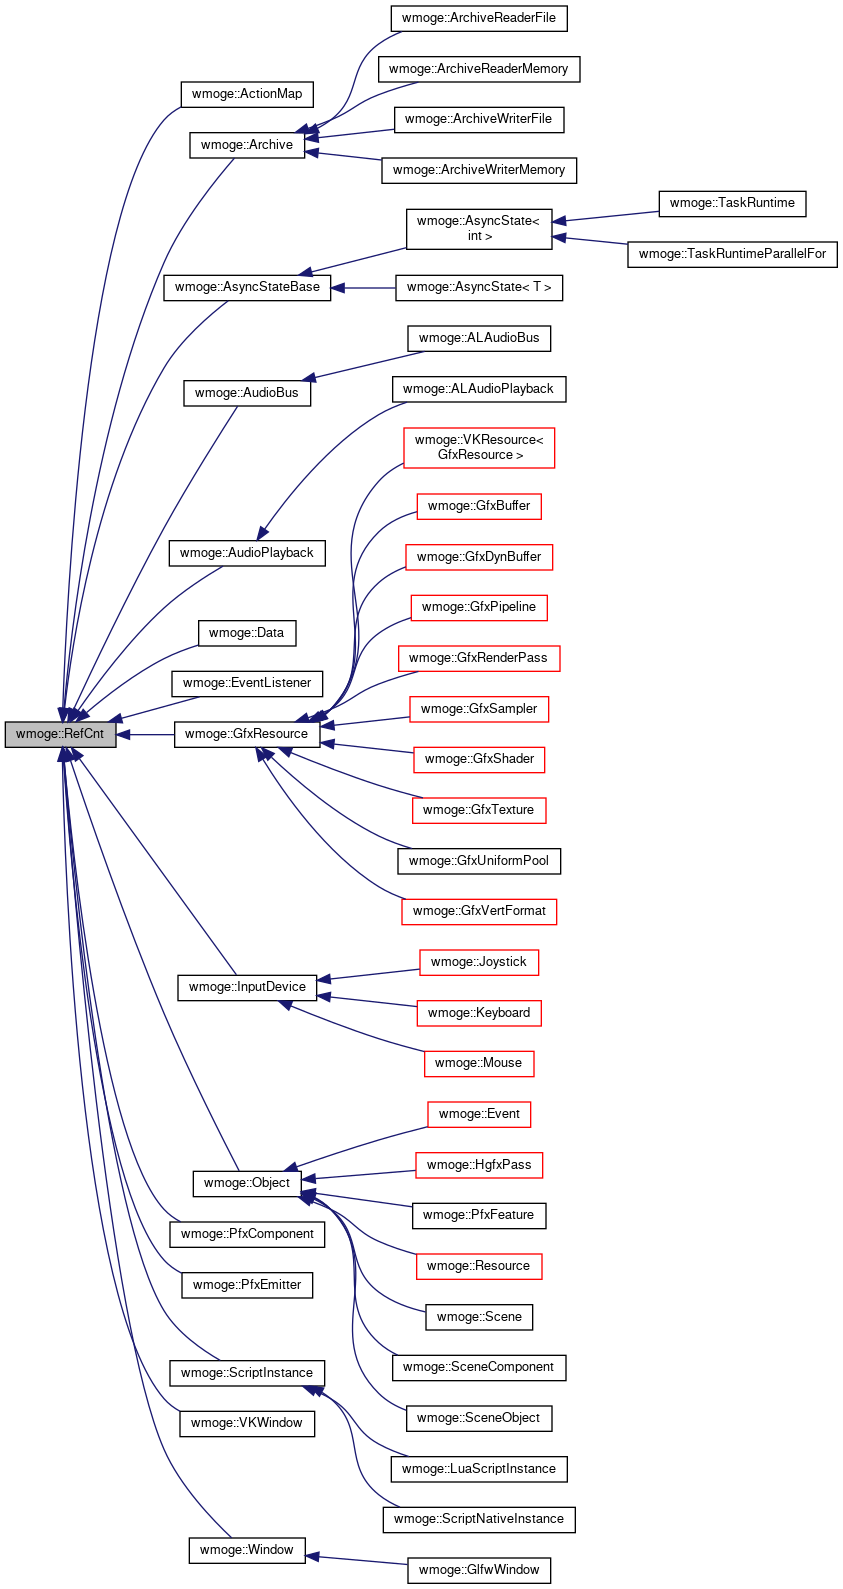 wmoge::ArchiveReaderFile
wmoge::ArchiveReaderMemory
wmoge::ActionMap
wmoge::ArchiveWriterFile
wmoge::Archive
wmoge::ArchiveWriterMemory
wmoge::TaskRuntime
wmoge::AsyncState<
int >
wmoge::TaskRuntimeParallelFor
wmoge::AsyncStateBase
wmoge::AsyncState< T >
wmoge::ALAudioBus
wmoge::AudioBus
wmoge::ALAudioPlayback
wmoge::VKResource<
GfxResource >
wmoge::GfxBuffer
wmoge::AudioPlayback
wmoge::GfxDynBuffer
wmoge::GfxPipeline
wmoge::Data
wmoge::GfxRenderPass
wmoge::EventListener
wmoge::GfxSampler
wmoge::RefCnt
wmoge::GfxResource
wmoge::GfxShader
wmoge::GfxTexture
wmoge::GfxUniformPool
wmoge::GfxVertFormat
wmoge::Joystick
wmoge::InputDevice
wmoge::Keyboard
wmoge::Mouse
wmoge::Event
wmoge::HgfxPass
wmoge::Object
wmoge::PfxFeature
wmoge::PfxComponent
wmoge::Resource
wmoge::PfxEmitter
wmoge::Scene
wmoge::SceneComponent
wmoge::ScriptInstance
wmoge::SceneObject
wmoge::VKWindow
wmoge::LuaScriptInstance
wmoge::ScriptNativeInstance
wmoge::Window
wmoge::GlfwWindow